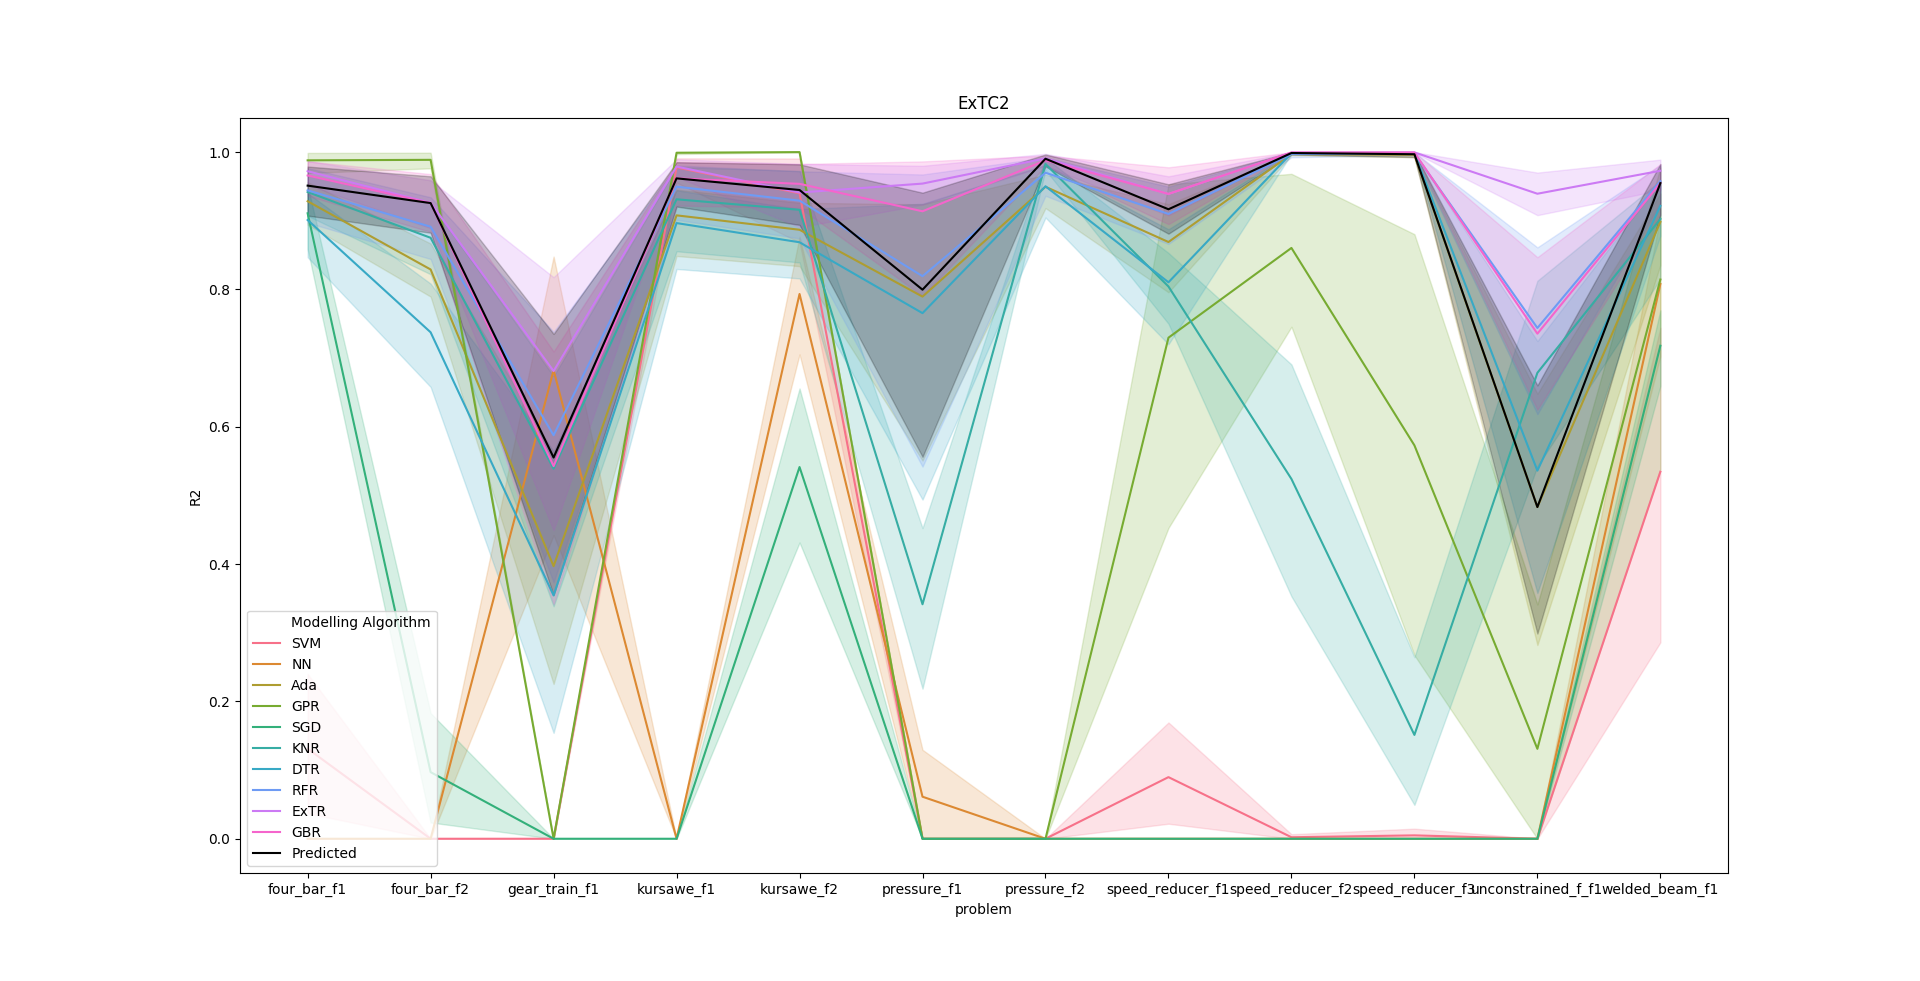 ExTC2
R2
1.0
0.8
0.6
0.4
0.2
0.0
Modelling Algorithm
SVM
NN
Ada
GPR
SGD
KNR
DTR
RFR
ExTR
GBR
Predicted
four_bar_f1 four_bar_f2 gear_train_f1 kursawe_f1 kursawe_f2 pressure_f1 pressure_f2 speed_reducer_f1 speed_reducer_f2 speed_reducer_f3 unconstrained_f_f1 welded_beam_f1
problem